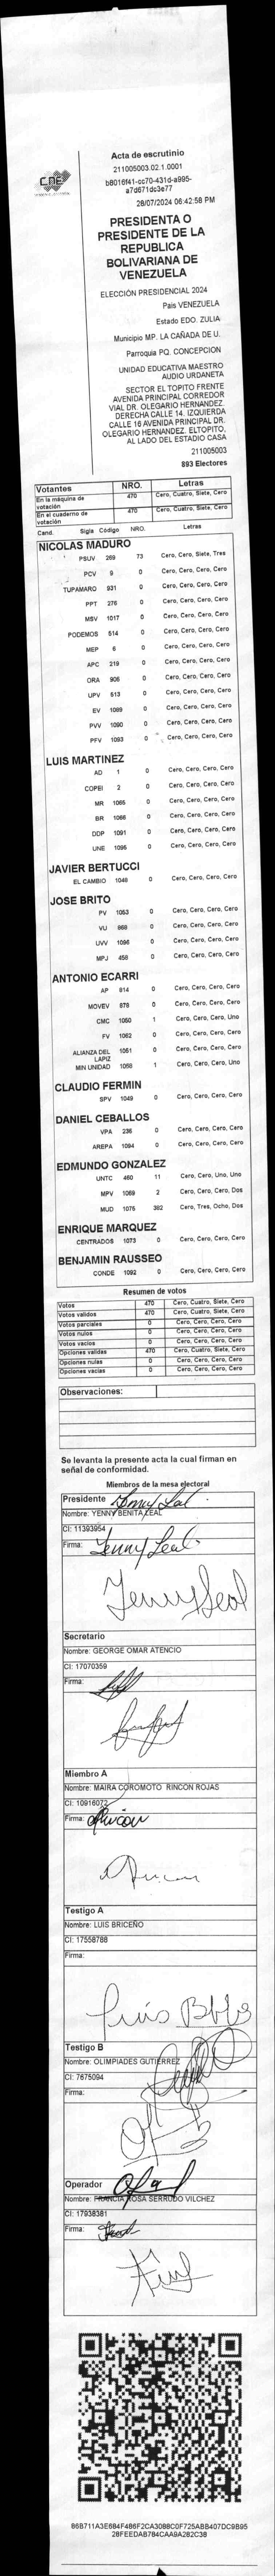 CNE
Acta de escrutinio
211005003.02.1.0001
b8016f41-cc70-431d-a995-
a7d671dc3e77
28/07/2024 06:42:58 PM
PRESIDENTA O
PRESIDENTE DE LA
REPUBLICA
BOLIVARIANA DE
VENEZUELA
ELECCIÓN PRESIDENCIAL 2024
Pais VENEZUELA
Estado EDO. ZULIA
Municipio MP. LA CAÑADA DE U.
Parroquia PQ. CONCEPCION
UNIDAD EDUCATIVA MAESTRO
AUDIO URDANETA
SECTOR EL TOPITO FRENTE
AVENIDA PRINCIPAL CORREDOR
VIAL DR. OLEGARIO HERNANDEZ.
DERECHA CALLE 14. IZQUIERDA
CALLE 16 AVENIDA PRINCIPAL DR.
OLEGARIO HERNANDEZ. ELTOPITO,
AL LADO DEL ESTADIO CASA
211005003
893 Electores
Votantes NRO. Letras
En la máquina de votación 470 Cero, Cuatro, Siete, Cero
En el cuaderno de votación 470 Cero, Cuatro, Siete, Cero
Cand. Sigla Codigo NRO. Letras
NICOLAS MADURO
PSUV 269 73 Cero, Cero, Siete, Tres
PCV 9 0 Cero, Cero, Cero, Cero
TUPAMARO 931 0 Cero, Cero, Cero, Cero
PPT 276 0 Cero, Cero, Cero, Cero
MSV 1017 0 Cero, Cero, Cero, Cero
PODEMOS 514 0 Cero, Cero, Cero, Cero
MEP 6 0 Cero, Cero, Cero, Cero
APC 219 0 Cero, Cero, Cero, Cero
ORA 906 0 Cero, Cero, Cero, Cero
UPV 513 0 Cero, Cero, Cero, Cero
EV 1089 0 Cero, Cero, Cero, Cero
PVV 1090 0 Cero, Cero, Cero, Cero
PFV 1093 0 Cero, Cero, Cero, Cero
LUIS MARTINEZ
AD 1 0 Cero, Cero, Cero, Cero
COPEI 2 0 Cero, Cero, Cero, Cero
MR 1065 0 Cero, Cero, Cero, Cero
BR 1066 0 Cero, Cero, Cero, Cero
DDP 1091 0 Cero, Cero, Cero, Cero
UNE 1095 0 Cero, Cero, Cero, Cero
JAVIER BERTUCCI
EL CAMBIO 1048 0 Cero, Cero, Cero, Cero
JOSE BRITO
PV 1053 0 Cero, Cero, Cero, Cero
VU 868 0 Cero, Cero, Cero, Cero
UVV 1096 0 Cero, Cero, Cero, Cero
MPJ 458 0 Cero, Cero, Cero, Cero
ANTONIO ECARRI
AP 814 0 Cero, Cero, Cero, Cero
MOVEV 878 0 Cero, Cero, Cero, Cero
CMC 1050 1 Cero, Cero, Cero, Uno
FV 1062 0 Cero, Cero, Cero, Cero
ALIANZA DEL LAPIZ 1051 0 Cero, Cero, Cero, Cero
MIN UNIDAD 1058 1 Cero, Cero, Cero, Uno
CLAUDIO FERMIN
SPV 1049 0 Cero, Cero, Cero, Cero
DANIEL CEBALLOS
VPA 236 0 Cero, Cero, Cero, Cero
AREPA 1094 0 Cero, Cero, Cero, Cero
EDMUNDO GONZALEZ
UNTC 460 11 Cero, Cero, Uno, Uno
MPV 1069 2 Cero, Cero, Cero, Dos
MUD 1075 382 Cero, Tres, Ocho, Dos
ENRIQUE MARQUEZ
CENTRADOS 1073 0 Cero, Cero, Cero, Cero
BENJAMIN RAUSSEO
CONDE 1092 0 Cero, Cero, Cero, Cero
Resumen de votos
Votos 470 Cero, Cuatro, Siete, Cero
Votos validos 470 Cero, Cuatro, Siete, Cero
Votos parciales 0 Cero, Cero, Cero, Cero
Votos nulos 0 Cero, Cero, Cero, Cero
Votos vacios 0 Cero, Cero, Cero, Cero
Opciones validas 470 Cero, Cuatro, Siete, Cero
Opciones nulas 0 Cero, Cero, Cero, Cero
Opciones vacias 0 Cero, Cero, Cero, Cero
Observaciones:
Se levanta la presente acta la cual firman en
señal de conformidad.
Miembros de la mesa electoral
Presidente
Nombre: YENNY BENITA LEAL
CI: 11393954
Firma: Yenny Leal
Yenny Leal
Secretario
Nombre: GEORGE OMAR ATENCIO
CI: 17070359
Firma:
Miembro A
Nombre: MAIRA COROMOTO RINCON ROJAS
CI: 10916072
Firma: Rincon
Rincon
Testigo A
Nombre: LUIS BRICEÑO
CI: 17558788
Firma:
Luis
Testigo B
Nombre: OLIMPIADES GUTIERREZ
CI: 7675094
Firma:
Operador
Nombre: FRANCIA ROSA SERRUDO VILCHEZ
CI: 17938381
Firma:
86B711A3E684F486F2CA3088C0F725ABB407DC9B95
28FEEDAB784CAA9A282C38